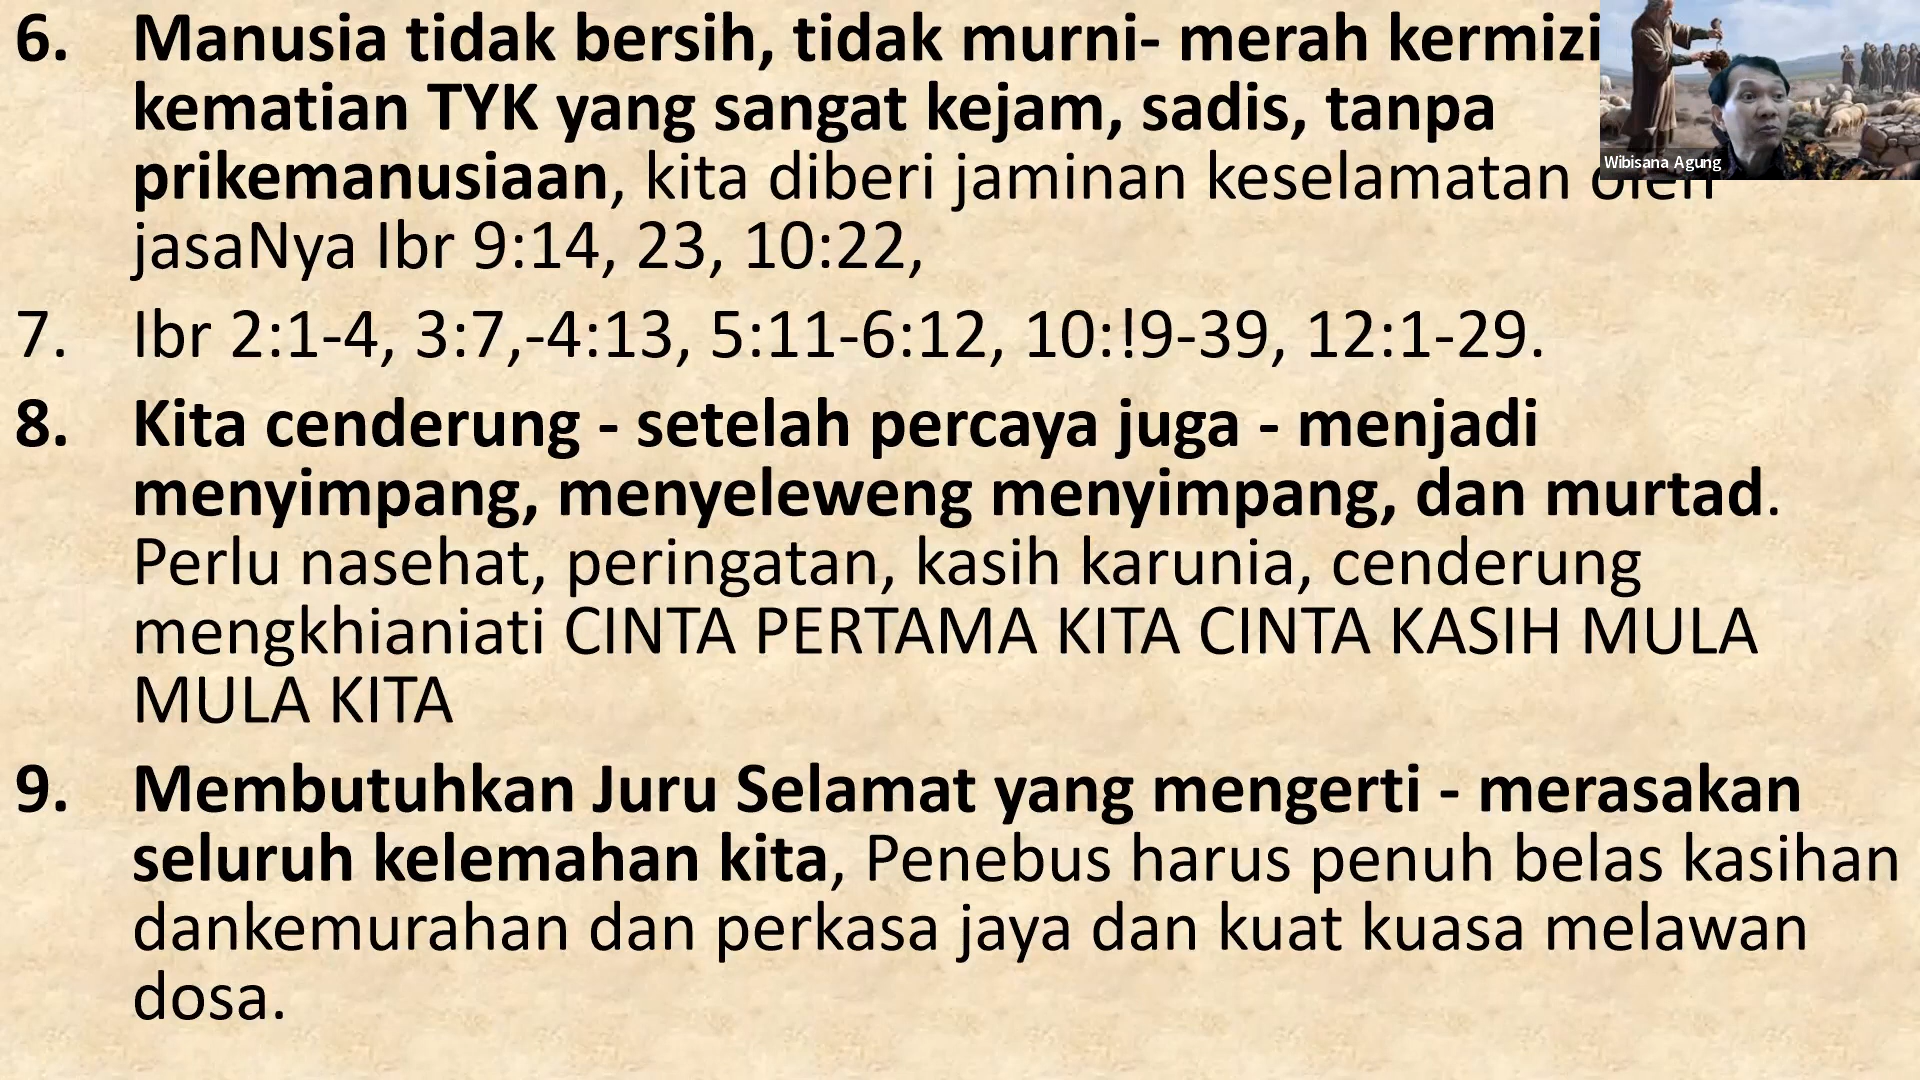 6. Manusia tidak bersih, tidak murni- merah kermizi
kematian TYK yang sangat kejam, sadis, tanpa
prikemanusiaan, kita diberi jaminan keselamatan oleh
jasaNya Ibr 9:14, 23, 10:22,
7. Ibr 2:1-4, 3:7,-4:13, 5:11-6:12, 10:!9-39, 12:1-29.
8. Kita cenderung - setelah percaya juga - menjadi
menyimpang, menyeleweng menyimpang, dan murtad.
Perlu nasehat, peringatan, kasih karunia, cenderung
mengkhianiati CINTA PERTAMA KITA CINTA KASIH MULA
MULA KITA
9. Membutuhkan Juru Selamat yang mengerti - merasakan
seluruh kelemahan kita, Penebus harus penuh belas kasihan
dankemurahan dan perkasa jaya dan kuat kuasa melawan
dosa.
Wibisana Agung